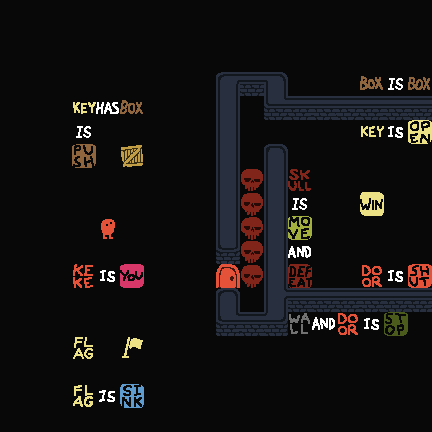 BOX IS BOX
KEY HAS BOX
IS
PUSH
KEY IS OPEN
SKULL
IS
MOVE
AND
DEFEAT
WIN
KEKE IS YOU
DOOR IS SHUT
WALL AND DOOR IS STOP
FLAG
FLAG IS SINK